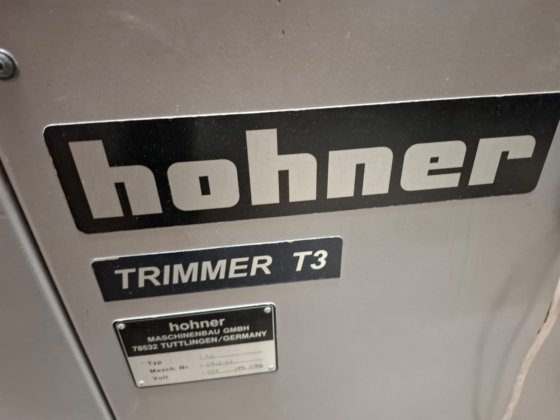 hohner
TRIMMER T3
hohner
MASCHINENBAU GMBH
78532 TUTTLINGEN/GERMANY
Typ
Masch. Nr.
Volt